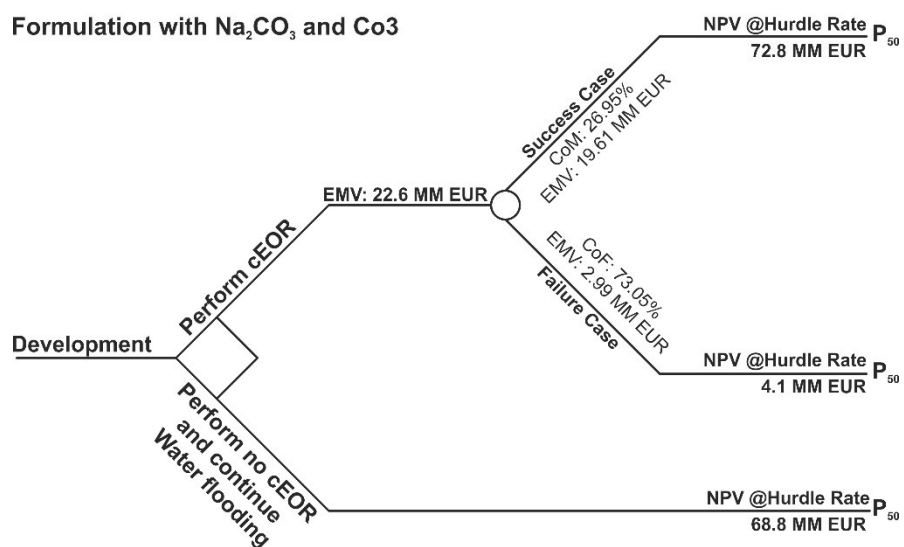 Formulation with Na₂CO₃ and Co3
NPV @Hurdle Rate
72.8 MM EUR
P₅₀
Success Case
CoM: 26.95%
EMV: 19.61 MM EUR
EMV: 22.6 MM EUR
Perform cEOR
CoF: 73.05%
EMV: 2.99 MM EUR
Failure Case
Development
NPV @Hurdle Rate
4.1 MM EUR
P₅₀
Perform no cEOR
and continue
Water flooding
NPV @Hurdle Rate
68.8 MM EUR
P₅₀